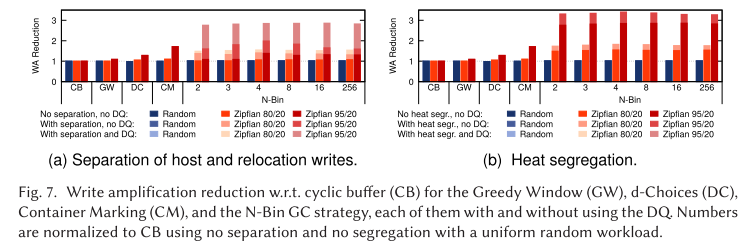 WA Reduction
3
2
1
0
CB GW DC CM 2 3 4 8 16 256
N-Bin
No separation, no DQ: Random Zipfian 80/20 Zipfian 95/20
With separation, no DQ: Random Zipfian 80/20 Zipfian 95/20
With separation and DQ: Random Zipfian 80/20 Zipfian 95/20
(a) Separation of host and relocation writes.
WA Reduction
3
2
1
0
CB GW DC CM 2 3 4 8 16 256
N-Bin
No heat segr., no DQ: Random Zipfian 80/20 Zipfian 95/20
With heat segr., no DQ: Random Zipfian 80/20 Zipfian 95/20
With heat segr. and DQ: Random Zipfian 80/20 Zipfian 95/20
(b) Heat segregation.
Fig. 7. Write amplification reduction w.r.t. cyclic buffer (CB) for the Greedy Window (GW), d-Choices (DC),
Container Marking (CM), and the N-Bin GC strategy, each of them with and without using the DQ. Numbers
are normalized to CB using no separation and no segregation with a uniform random workload.